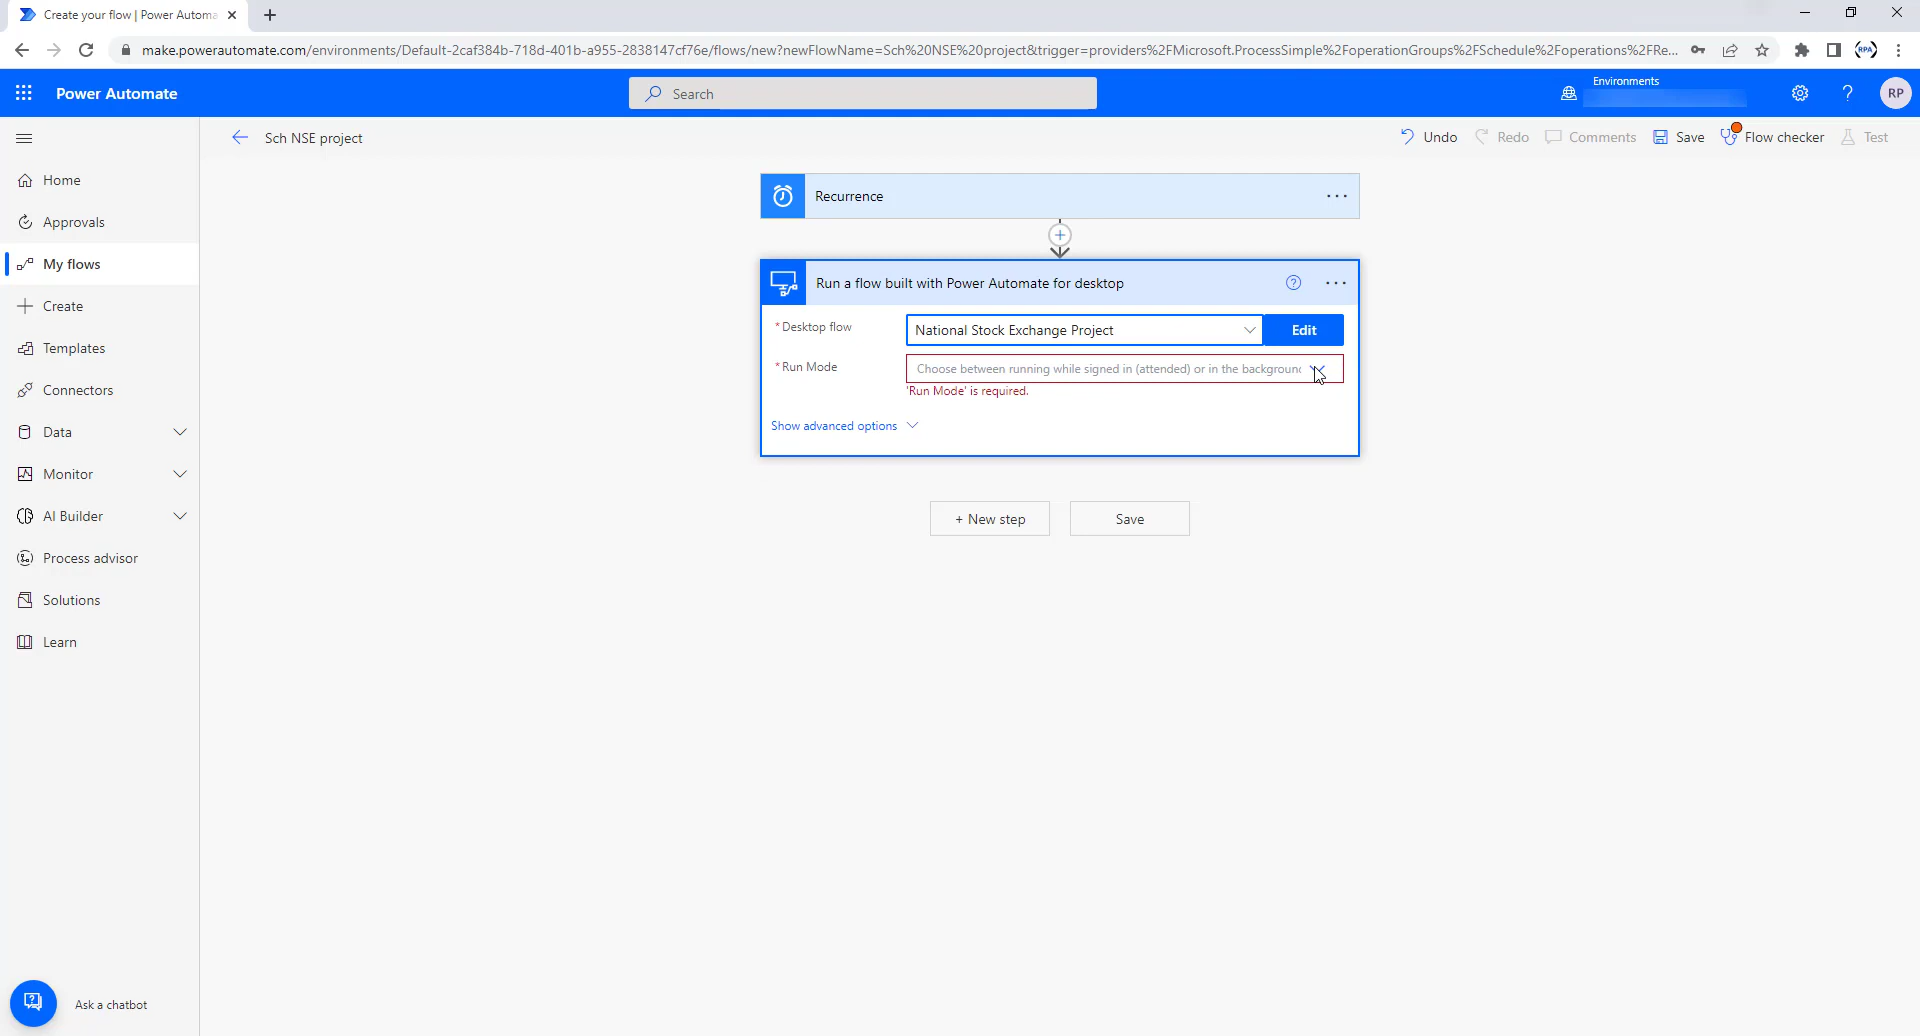 Create your flow | Power Automa
make.powerautomate.com/environments/Default-2caf384b-718d-401b-a955-2838147cf76e/flows/new?newFlowName=Sch%20NSE%20project&trigger=providers%2FMicrosoft.ProcessSimple%2FoperationGroups%2FSchedule%2Foperations%2FRe...
RPA
Power Automate
Search
Environments
RP
Sch NSE project
Undo
Redo
Comments
Save
Flow checker
Test
Home
Approvals
My flows
Create
Templates
Connectors
Data
Monitor
AI Builder
Process advisor
Solutions
Learn
Ask a chatbot
Recurrence
Run a flow built with Power Automate for desktop
*Desktop flow
National Stock Exchange Project
Edit
*Run Mode
Choose between running while signed in (attended) or in the background
'Run Mode' is required.
Show advanced options
+ New step
Save